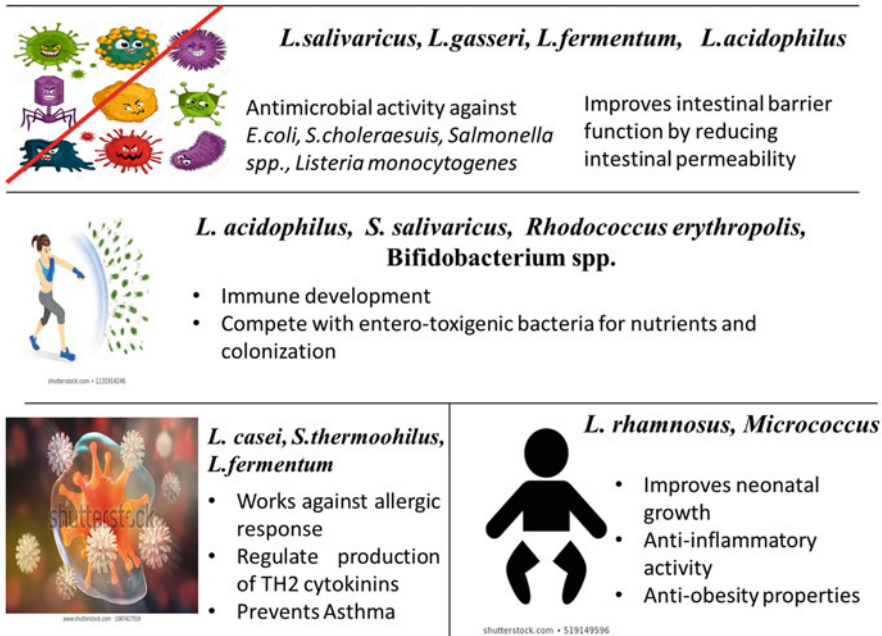 L.salivaricus, L.gasseri, L.fermentum, L.acidophilus
Antimicrobial activity against
E.coli, S.choleraesuis, Salmonella
spp., Listeria monocytogenes
Improves intestinal barrier
function by reducing
intestinal permeability
L. acidophilus, S. salivaricus, Rhodococcus erythropolis,
Bifidobacterium spp.
• Immune development
• Compete with entero-toxigenic bacteria for nutrients and
colonization
shutterstock.com • 1131914246
L. casei, S.thermoohilus,
L.fermentum
• Works against allergic
response
• Regulate production
of TH2 cytokinins
• Prevents Asthma
shutterstock
L. rhamnosus, Micrococcus
• Improves neonatal
growth
• Anti-inflammatory
activity
• Anti-obesity properties
shutterstock.com • 519149596